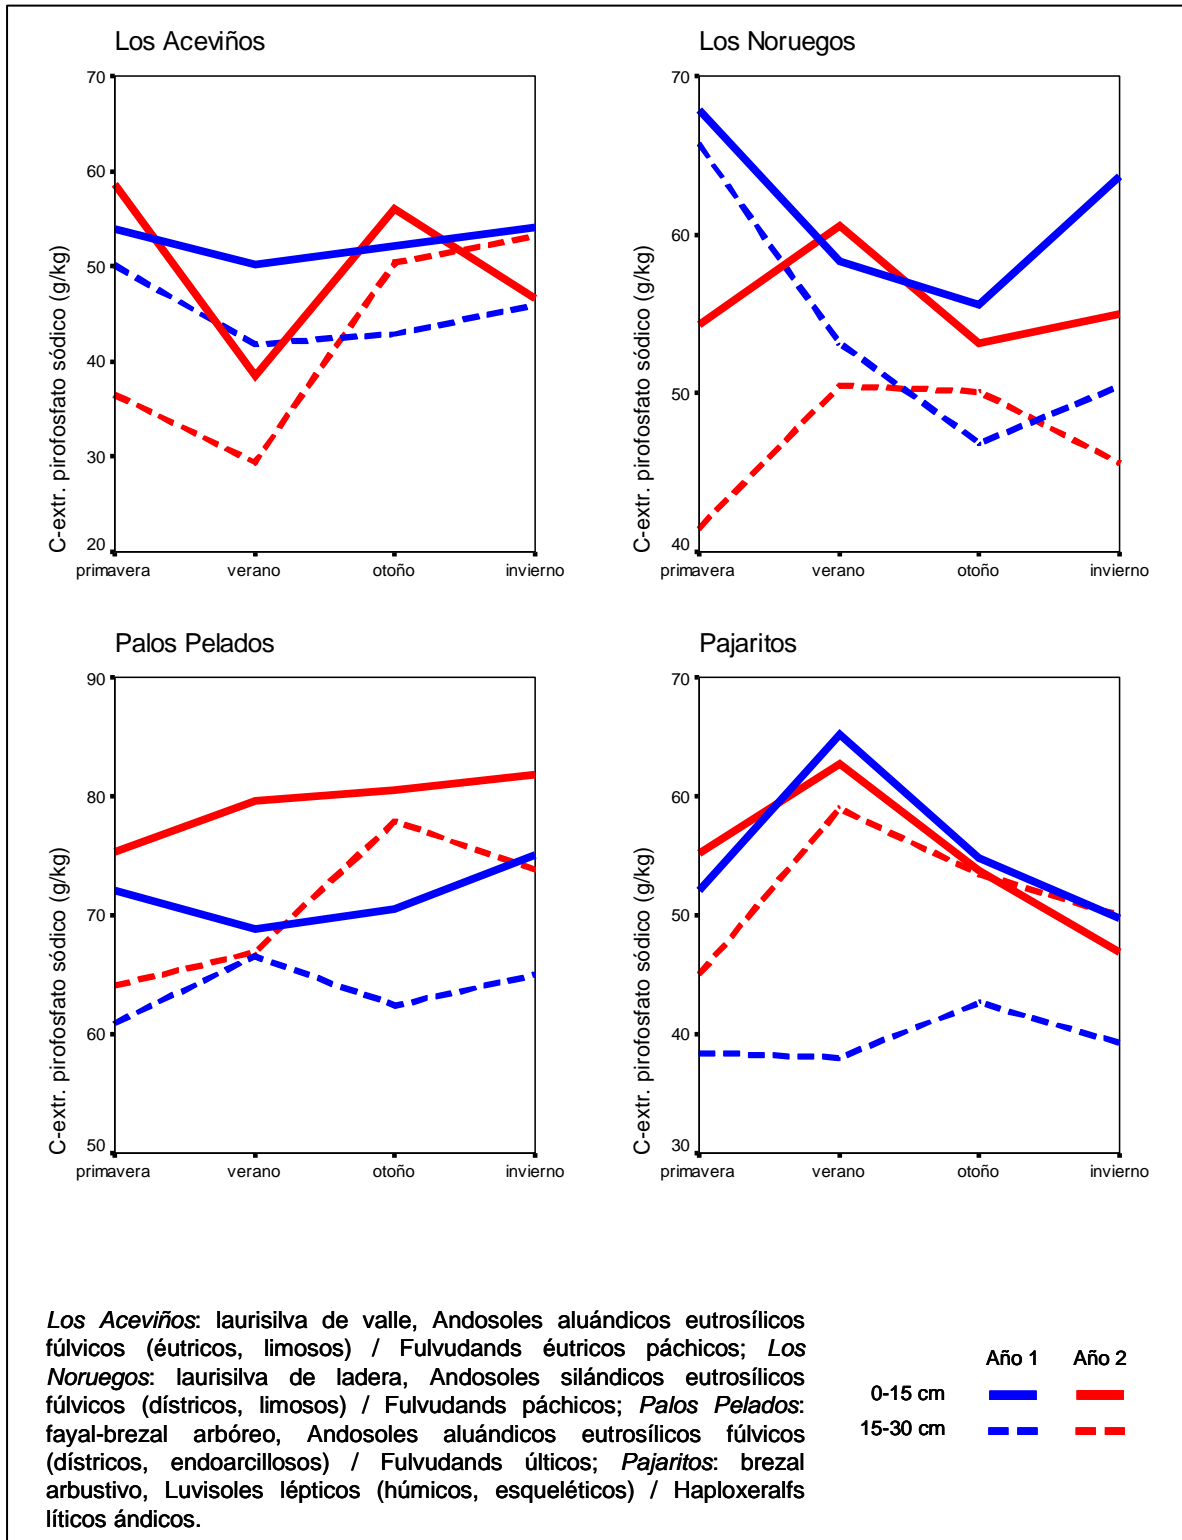 Los Aceviños
C-extr. pirofosfato sódico (g/kg)
70
60
50
40
30
20
primavera verano otoño invierno
Los Noruegos
C-extr. pirofosfato sódico (g/kg)
70
60
50
40
primavera verano otoño invierno
Palos Pelados
C-extr. pirofosfato sódico (g/kg)
90
80
70
60
50
primavera verano otoño invierno
Pajaritos
C-extr. pirofosfato sódico (g/kg)
70
60
50
40
30
primavera verano otoño invierno
Los Aceviños: laurisilva de valle, Andosoles aluándicos eutrosílicos
fúlvicos (éutricos, limosos) / Fulvudands éutricos páchicos; Los
Noruegos: laurisilva de ladera, Andosoles silándicos eutrosílicos
fúlvicos (dístricos, limosos) / Fulvudands páchicos; Palos Pelados:
fayal-brezal arbóreo, Andosoles aluándicos eutrosílicos fúlvicos
(dístricos, endoarcillosos) / Fulvudands últicos; Pajaritos: brezal
arbustivo, Luvisoles lépticos (húmicos, esqueléticos) / Haploxeralfs
líticos ándicos.
Año 1 Año 2
0-15 cm
15-30 cm